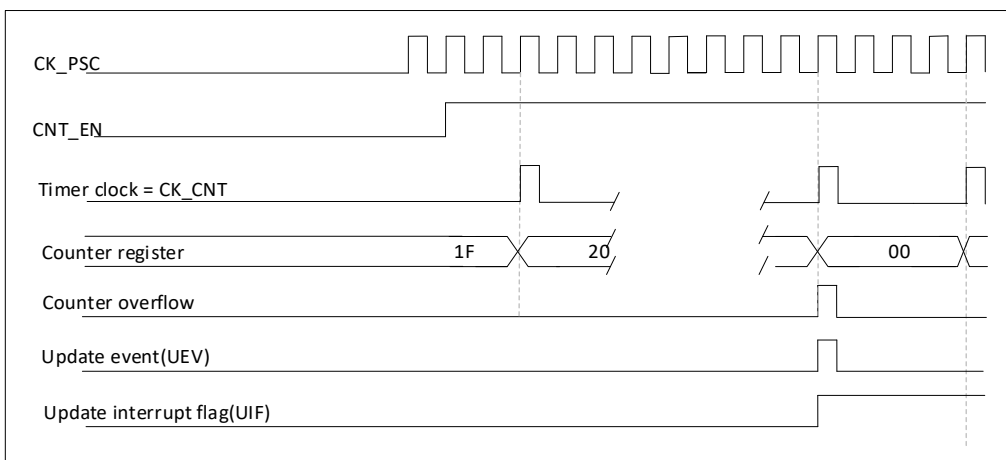 CK_PSC
CNT_EN
Timer clock = CK_CNT
Counter register 1F 20 00
Counter overflow
Update event(UEV)
Update interrupt flag(UIF)